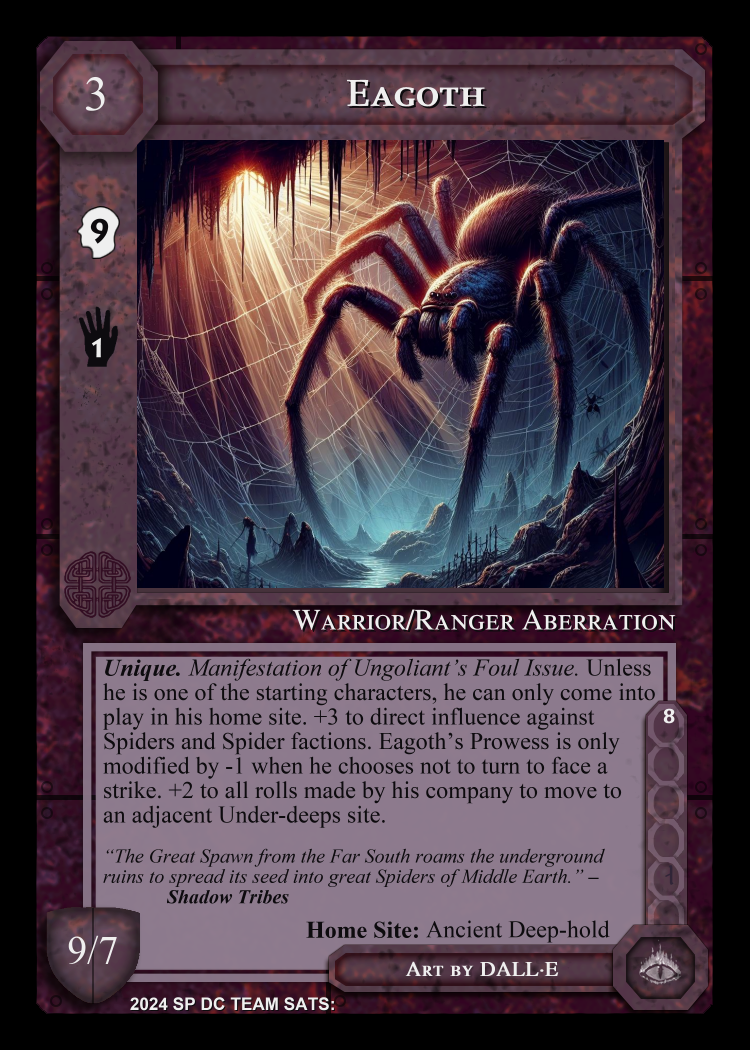 3
Eagoth
9
1
Warrior/Ranger Aberration
Unique. Manifestation of Ungoliant's Foul Issue. Unless
he is one of the starting characters, he can only come into
play in his home site. +3 to direct influence against
Spiders and Spider factions. Eagoth's Prowess is only
modified by -1 when he chooses not to turn to face a
strike. +2 to all rolls made by his company to move to
an adjacent Under-deeps site.
8
“The Great Spawn from the Far South roams the underground
ruins to spread its seed into great Spiders of Middle Earth.” –
Shadow Tribes
Home Site: Ancient Deep-hold
9/7
Art by DALL·E
2024 SP DC TEAM SATS: